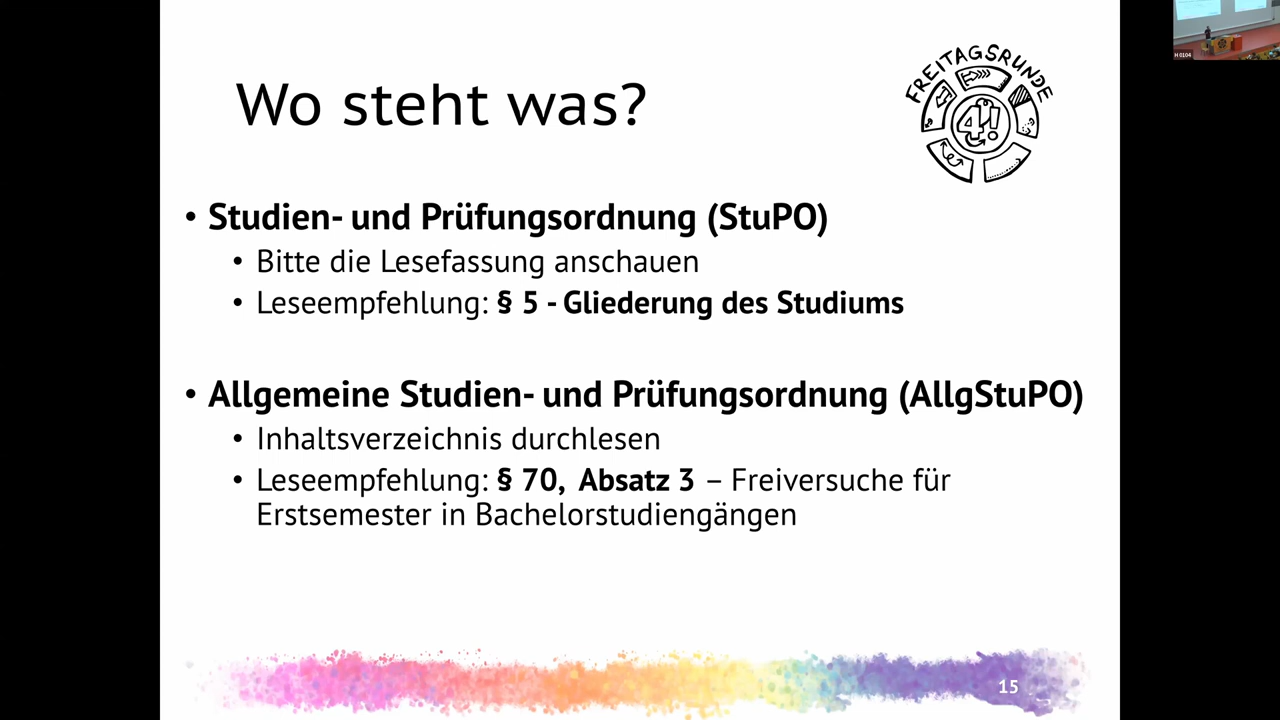 FREITAGSRUNDE
4!
Wo steht was?
H 0104
• Studien- und Prüfungsordnung (StuPO)
• Bitte die Lesefassung anschauen
• Leseempfehlung: § 5 - Gliederung des Studiums
• Allgemeine Studien- und Prüfungsordnung (AllgStuPO)
• Inhaltsverzeichnis durchlesen
• Leseempfehlung: § 70, Absatz 3 – Freiversuche für
Erstsemester in Bachelorstudiengängen
15